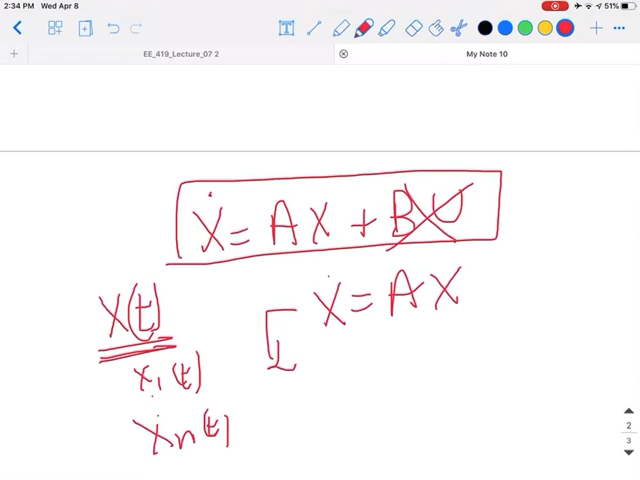 2:34 PM Wed Apr 8
51%
EE_419_Lecture_07 2
My Note 10
Ẋ = AX + BU
Ẋ = AX
X(t)
x₁(t)
xn(t)
2
3